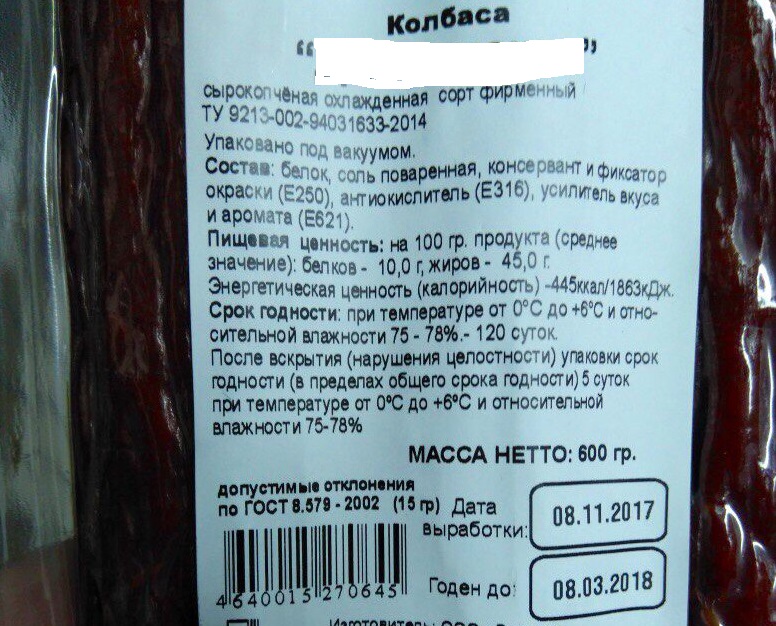 Колбаса
“ ”
сырокопчёная охлажденная сорт фирменный
ТУ 9213-002-94031633-2014
Упаковано под вакуумом.
Состав: белок, соль поваренная, консервант и фиксатор
окраски (Е250), антиокислитель (Е316), усилитель вкуса
и аромата (Е621).
Пищевая ценность: на 100 гр. продукта (среднее
значение): белков - 10,0 г, жиров - 45,0 г.
Энергетическая ценность (калорийность) -445ккал/1863кДж.
Срок годности: при температуре от 0°С до +6°С и отно-
сительной влажности 75 - 78%.- 120 суток.
После вскрытия (нарушения целостности) упаковки срок
годности (в пределах общего срока годности) 5 суток
при температуре от 0°С до +6°С и относительной
влажности 75-78%
МАССА НЕТТО: 600 гр.
допустимые отклонения
по ГОСТ 8.579 - 2002 (15 гр)
Дата
выработки: 08.11.2017
Годен до: 08.03.2018
4640015270645
Изготовитель: ООО